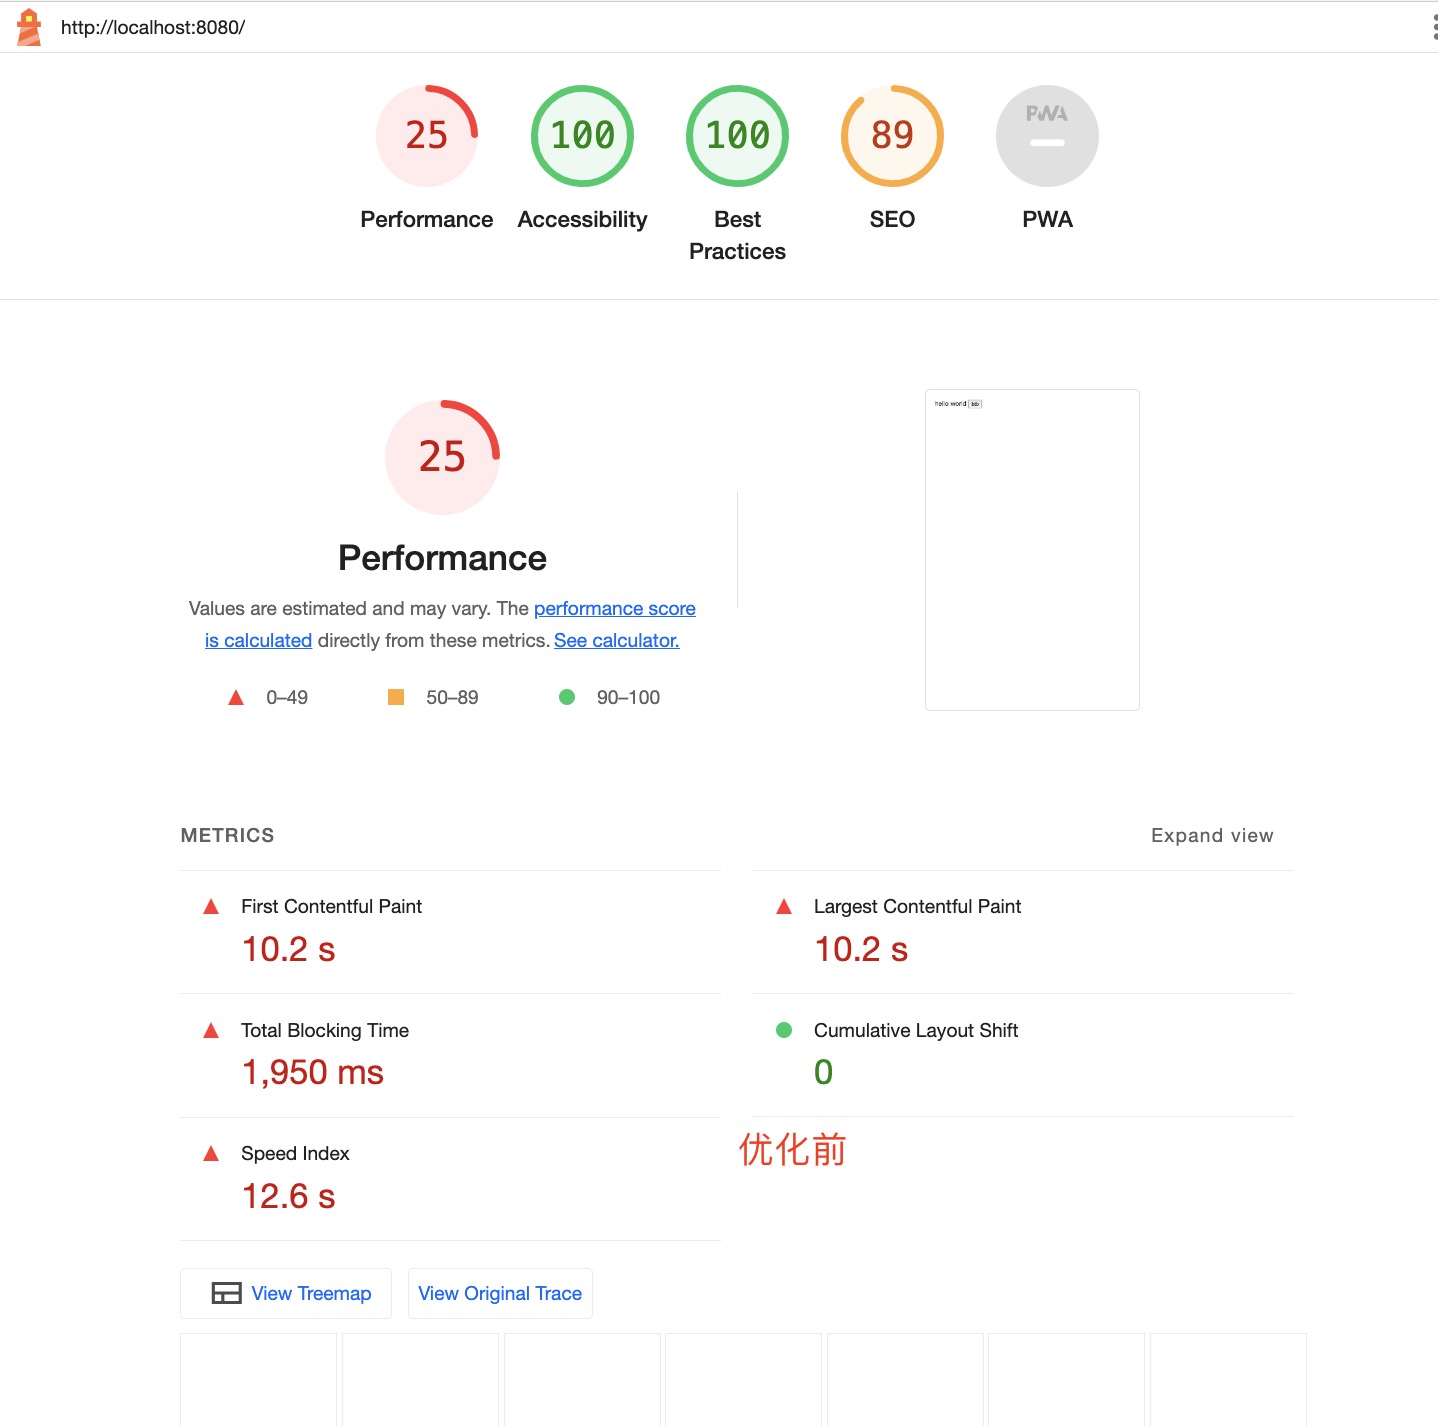 http://localhost:8080/
25
100
100
89
PWA
Performance
Accessibility
Best
Practices
SEO
PWA
25
Performance
Values are estimated and may vary. The performance score
is calculated directly from these metrics. See calculator.
0–49
50–89
90–100
hello world
METRICS
Expand view
First Contentful Paint
10.2 s
Largest Contentful Paint
10.2 s
Total Blocking Time
1,950 ms
Cumulative Layout Shift
0
Speed Index
12.6 s
优化前
View Treemap
View Original Trace